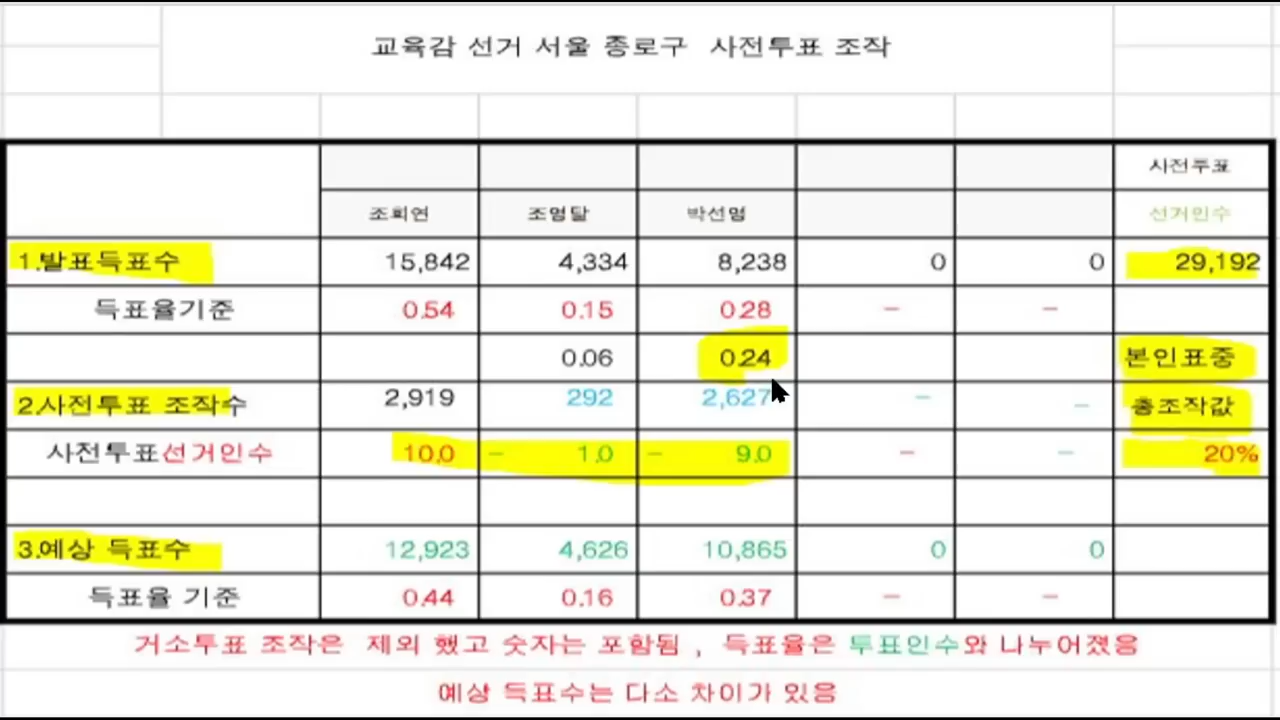 교육감 선거 서울 종로구 사전투표 조작
사전투표
조희연 조영달 박선영 선거인수
1.발표득표수 15,842 4,334 8,238 0 0 29,192
득표율기준 0.54 0.15 0.28 – –
0.06 0.24 본인표중
2.사전투표 조작수 2,919 292 2,627 – – 총조작값
사전투표선거인수 10.0 – 1.0 – 9.0 – – 20%
3.예상 득표수 12,923 4,626 10,865 0 0
득표율 기준 0.44 0.16 0.37 – –
거소투표 조작은 제외 했고 숫자는 포함됨 , 득표율은 투표인수와 나누어졌음
예상 득표수는 다소 차이가 있음